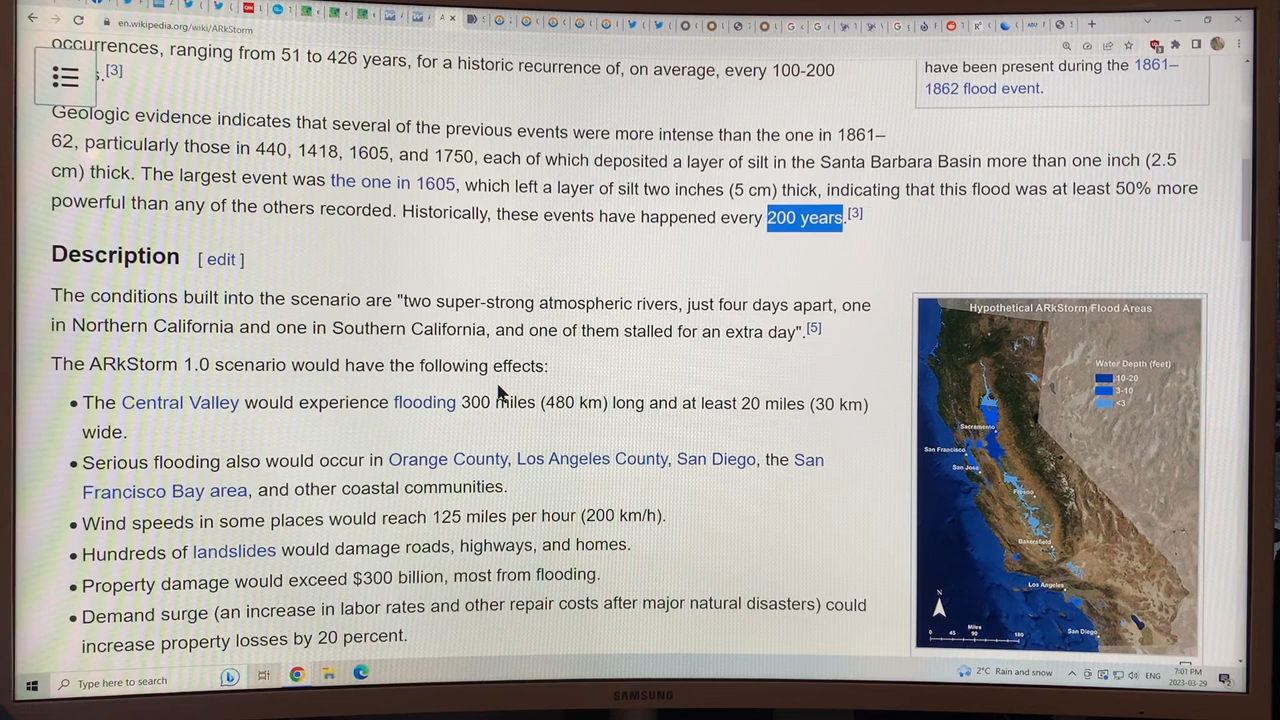 en.wikipedia.org/wiki/ARkStorm
occurrences, ranging from 51 to 426 years, for a historic recurrence of, on average, every 100-200
s.[3]
have been present during the 1861–
1862 flood event.
Geologic evidence indicates that several of the previous events were more intense than the one in 1861–
62, particularly those in 440, 1418, 1605, and 1750, each of which deposited a layer of silt in the Santa Barbara Basin more than one inch (2.5
cm) thick. The largest event was the one in 1605, which left a layer of silt two inches (5 cm) thick, indicating that this flood was at least 50% more
powerful than any of the others recorded. Historically, these events have happened every 200 years.[3]
Description [ edit ]
The conditions built into the scenario are "two super-strong atmospheric rivers, just four days apart, one
in Northern California and one in Southern California, and one of them stalled for an extra day".[5]
The ARkStorm 1.0 scenario would have the following effects:
• The Central Valley would experience flooding 300 miles (480 km) long and at least 20 miles (30 km)
wide.
• Serious flooding also would occur in Orange County, Los Angeles County, San Diego, the San
Francisco Bay area, and other coastal communities.
• Wind speeds in some places would reach 125 miles per hour (200 km/h).
• Hundreds of landslides would damage roads, highways, and homes.
• Property damage would exceed $300 billion, most from flooding.
• Demand surge (an increase in labor rates and other repair costs after major natural disasters) could
increase property losses by 20 percent.
Hypothetical ARkStorm Flood Areas
Water Depth (feet)
10-20
3-10
<3
Sacramento
San Francisco
San Jose
Fresno
Bakersfield
Los Angeles
San Diego
N
Miles
0 45 90 180
Type here to search
2°C Rain and snow
ENG
7:01 PM
2023-03-29
SAMSUNG